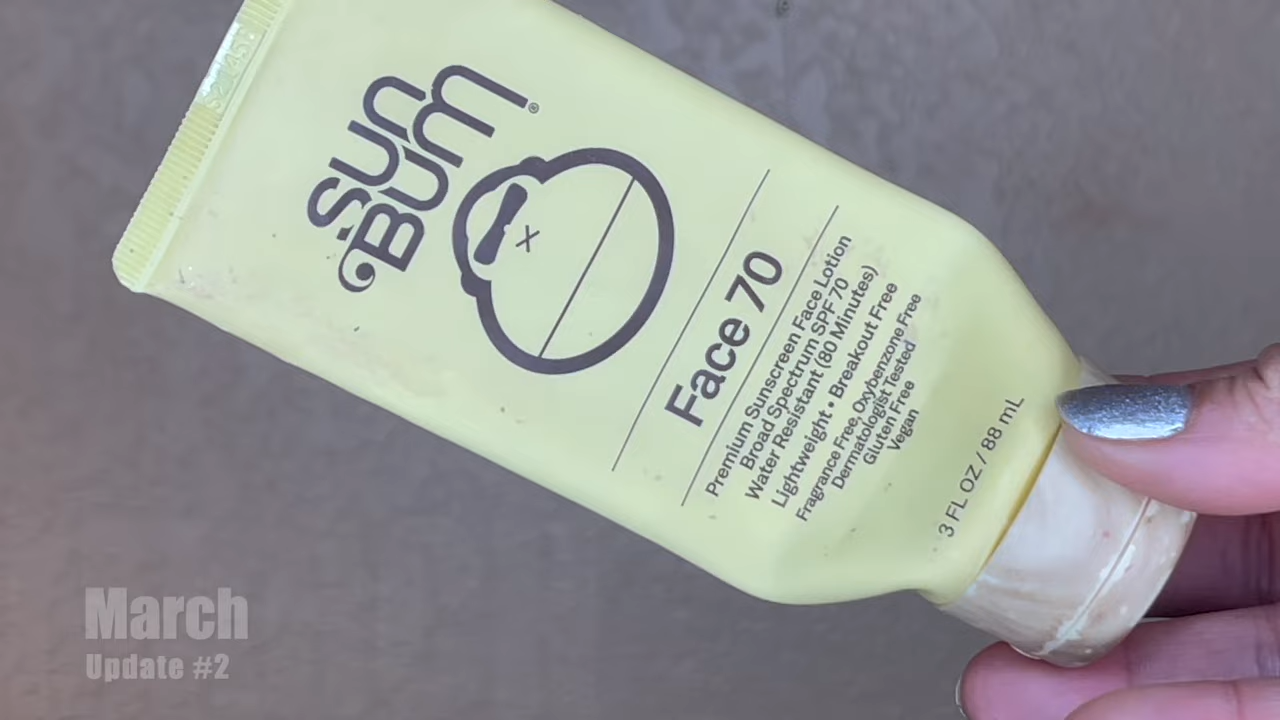 Sun
Bum®
Face 70
Premium Sunscreen Face Lotion
Broad Spectrum SPF 70
Water Resistant (80 Minutes)
Lightweight • Breakout Free
Fragrance Free, Oxybenzone Free
Dermatologist Tested
Gluten Free
Vegan
3 FL OZ / 88 mL
March
Update #2